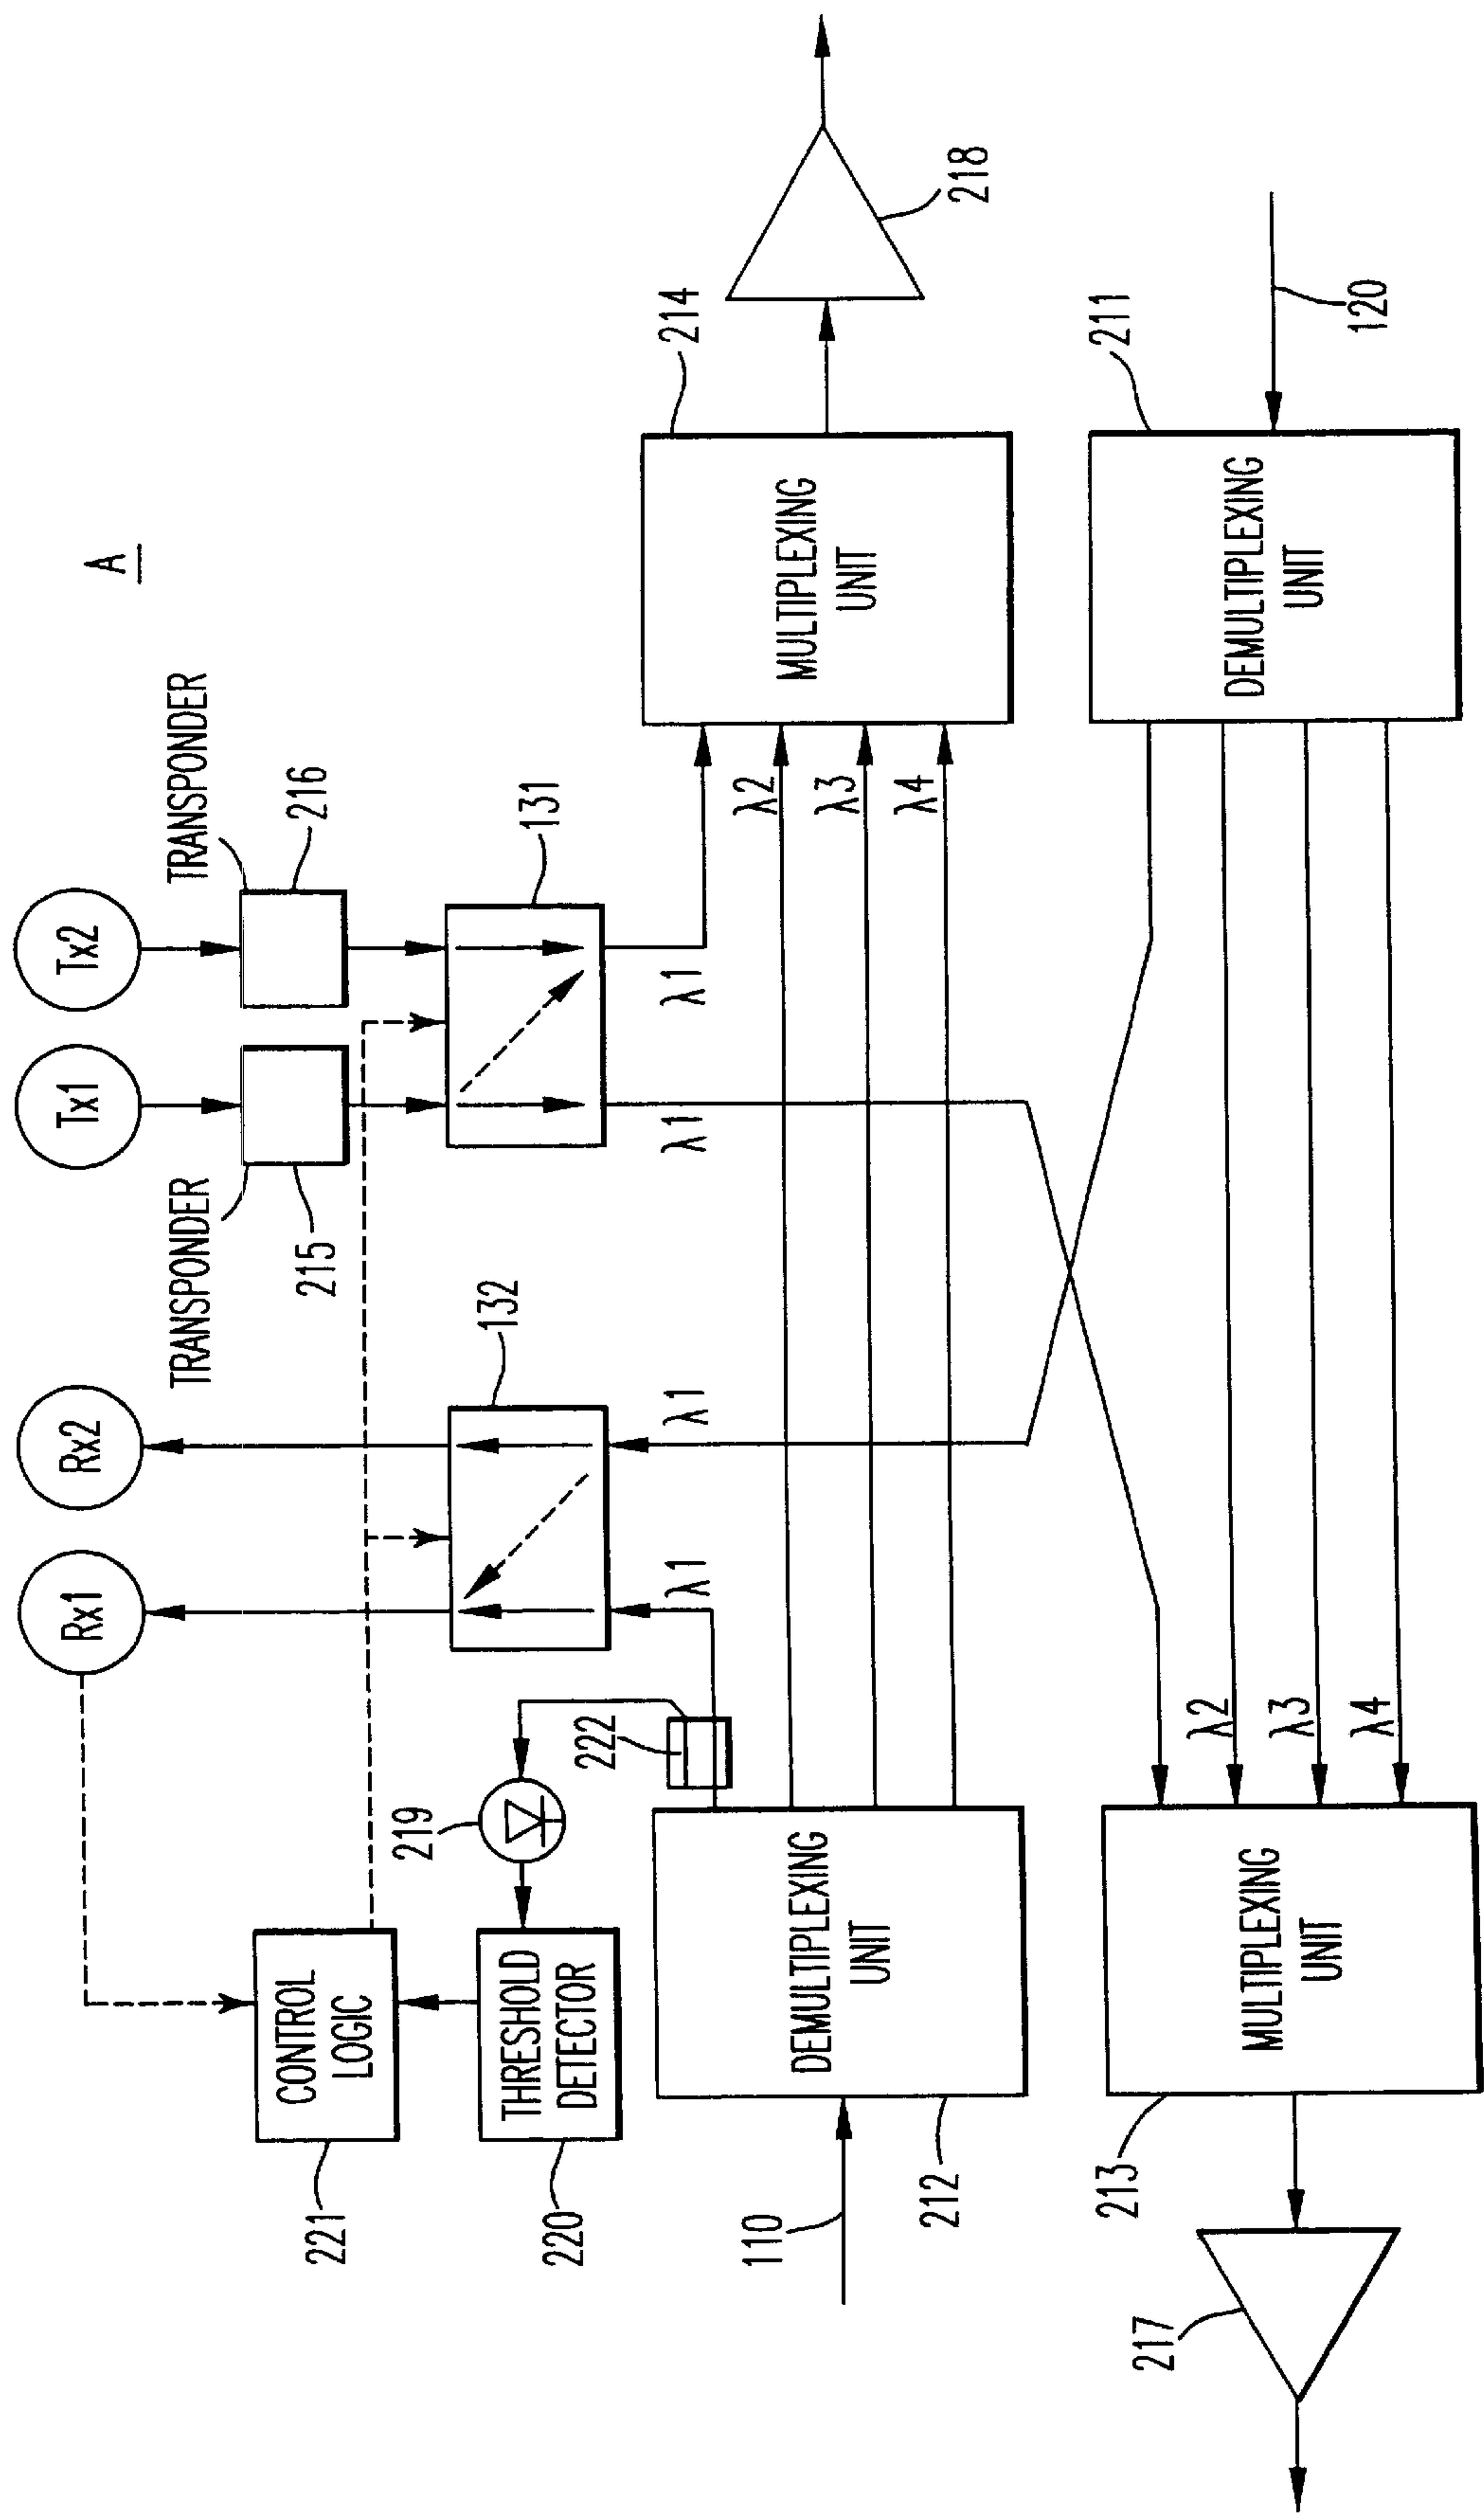 A
Rx1
Rx2
Tx1
Tx2
TRANSPONDER
TRANSPONDER
215
216
221
CONTROL
LOGIC
219
132
131
220
THRESHOLD
DETECTOR
222
λ1
λ1
λ1
λ1
214
218
110
212
DEMULTIPLEXING
UNIT
λ2
λ3
λ4
MULTIPLEXING
UNIT
217
213
MULTIPLEXING
UNIT
λ2
λ3
λ4
211
DEMULTIPLEXING
UNIT
120